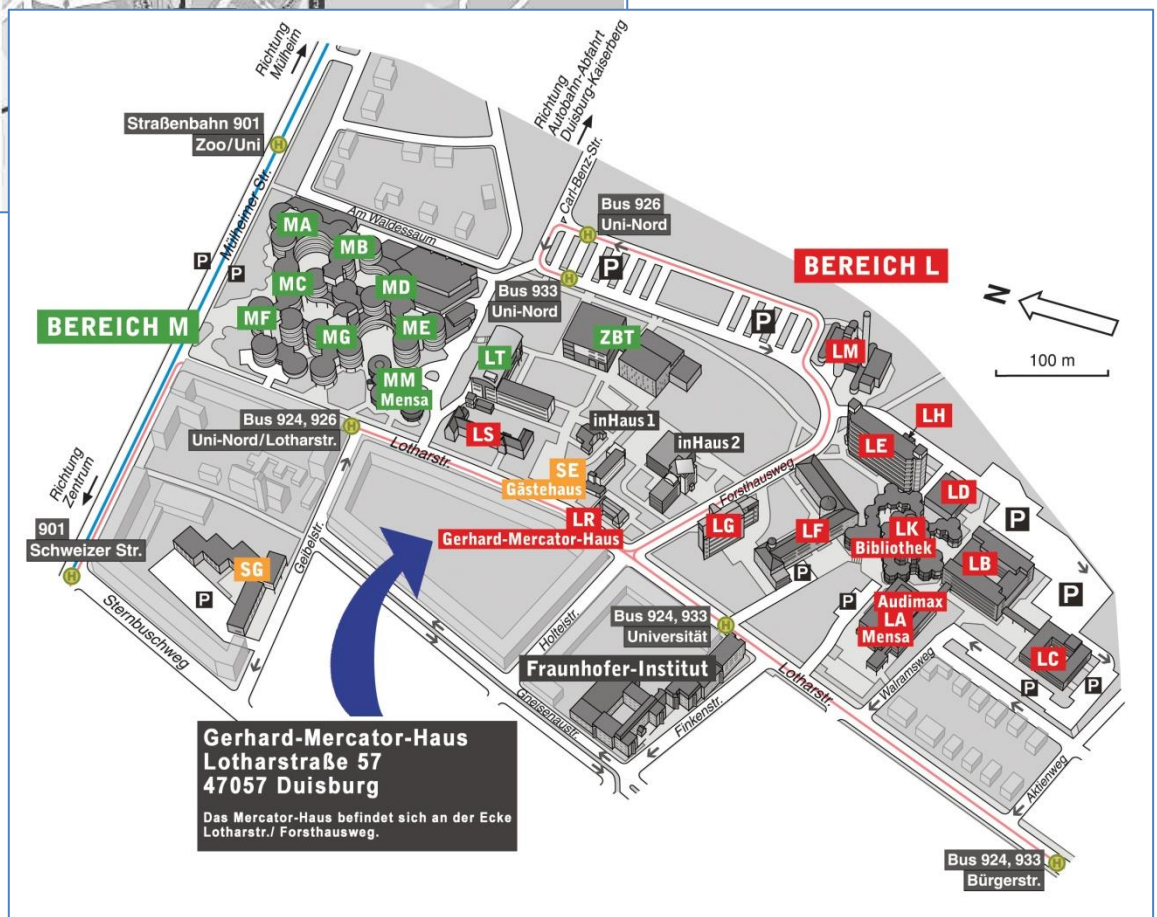 Richtung
Mülheim
Straßenbahn 901
Zoo/Uni
Mülheimer Str.
Richtung
Autobahn-Abfahrt
Duisburg-Kaiserberg
Carl-Benz-Str.
Am Waldessaum
Bus 926
Uni-Nord
P
Bus 933
Uni-Nord
BEREICH L
N
100 m
P
P
P
MA
MB
MC
MD
MF
MG
ME
MM
Mensa
BEREICH M
LT
ZBT
LM
LH
LE
LD
LS
inHaus 1
inHaus 2
SE
Gästehaus
LR
Gerhard-Mercator-Haus
Forsthausweg
LG
LF
LK
Bibliothek
LB
P
P
Bus 924, 926
Uni-Nord/Lotharstr.
Lotharstr.
Richtung
Zentrum
901
Schweizer Str.
SG
P
Geibelstr.
Sternbuschweg
Holteistr.
Bus 924, 933
Universität
P
P
Audimax
LA
Mensa
LC
P
P
Fraunhofer-Institut
Lotharstr.
Walramsweg
Gneisenaustr.
Finkenstr.
Aktienweg
Gerhard-Mercator-Haus
Lotharstraße 57
47057 Duisburg
Das Mercator-Haus befindet sich an der Ecke
Lotharstr./ Forsthausweg.
Bus 924, 933
Bürgerstr.
H
H
H
H
H
H
H